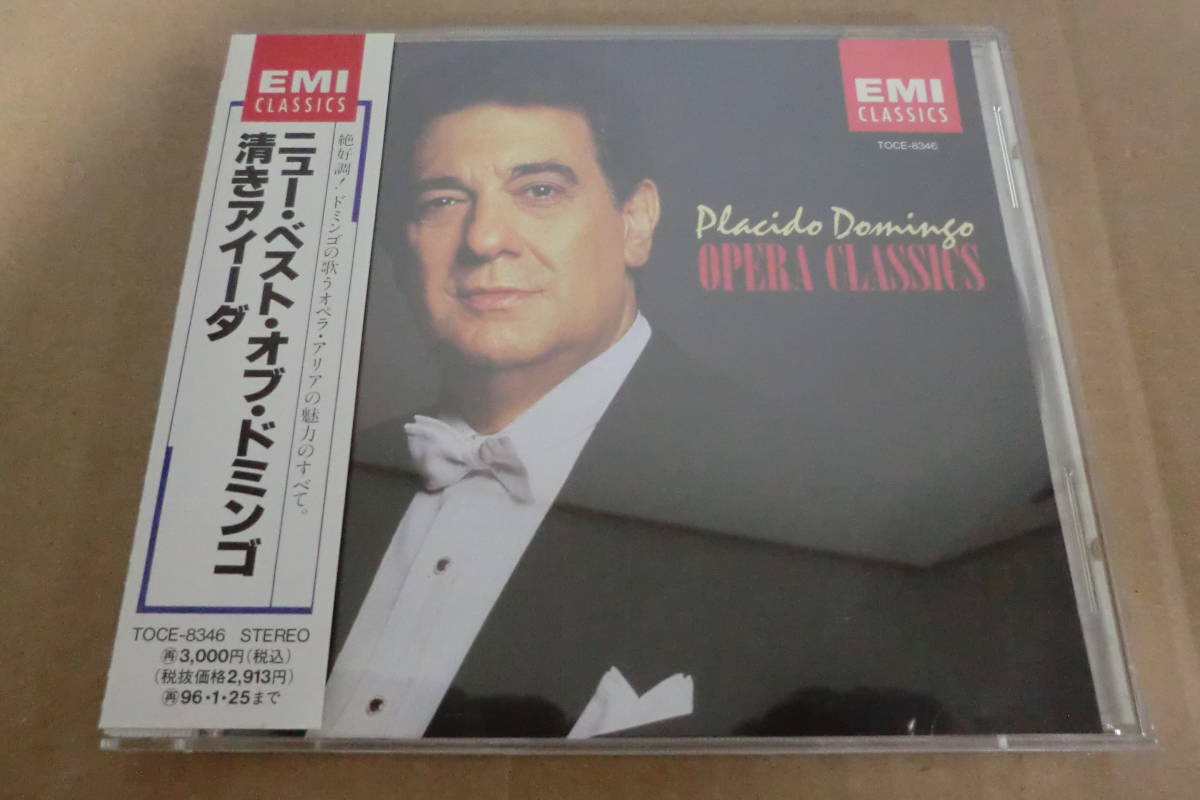 EMI
CLASSICS
絶好調！ドミンゴの歌うオペラ・アリアの魅力のすべて。
ニュー・ベスト・オブ・ドミンゴ
清きアイーダ
TOCE-8346 STEREO
再3,000円(税込)
(税抜価格2,913円)
再96・1・25まで
EMI
CLASSICS
TOCE-8346
Placido Domingo
OPERA CLASSICS